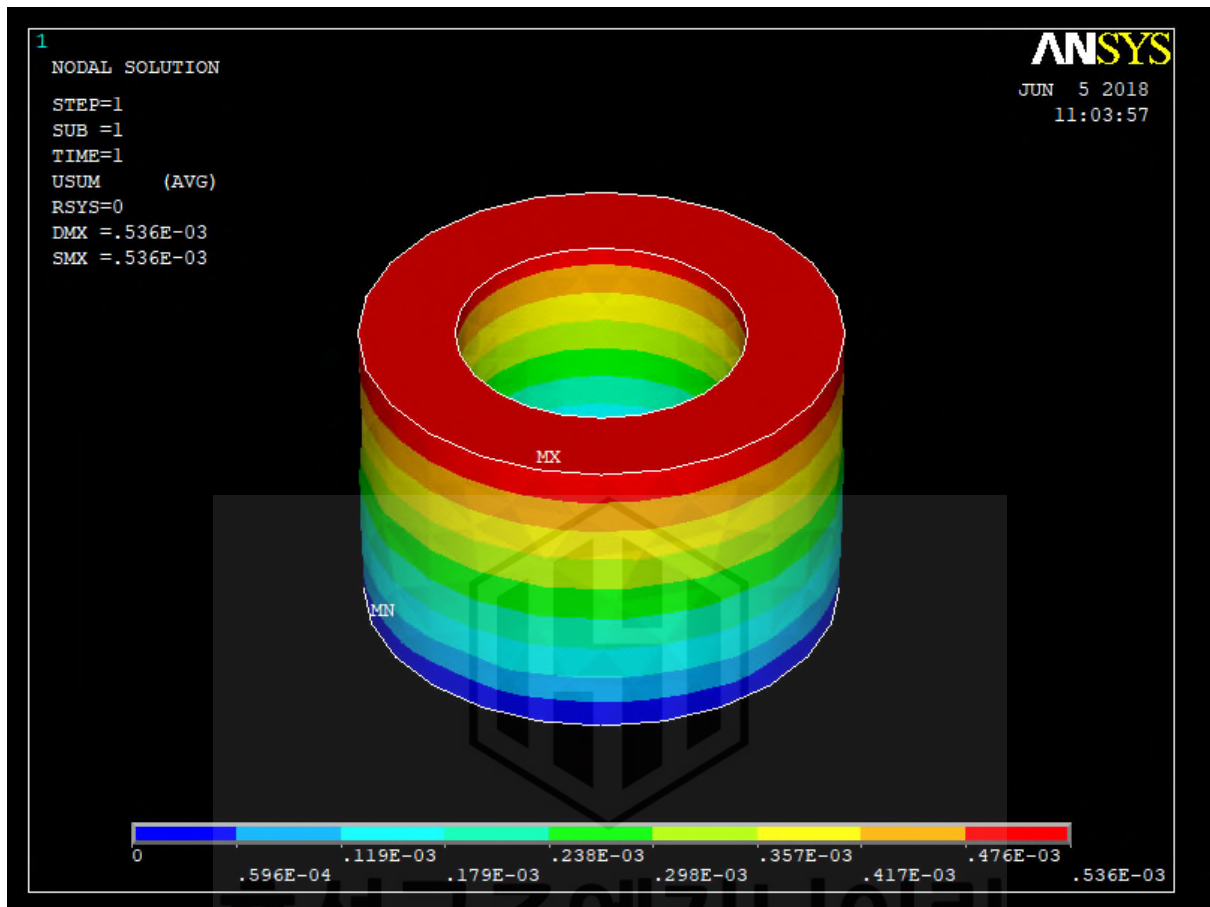 1
ANSYS
NODAL SOLUTION
JUN 5 2018
11:03:57
STEP=1
SUB =1
TIME=1
USUM (AVG)
RSYS=0
DMX =.536E-03
SMX =.536E-03
MX
MN
0 .119E-03 .238E-03 .357E-03 .476E-03
.596E-04 .179E-03 .298E-03 .417E-03 .536E-03